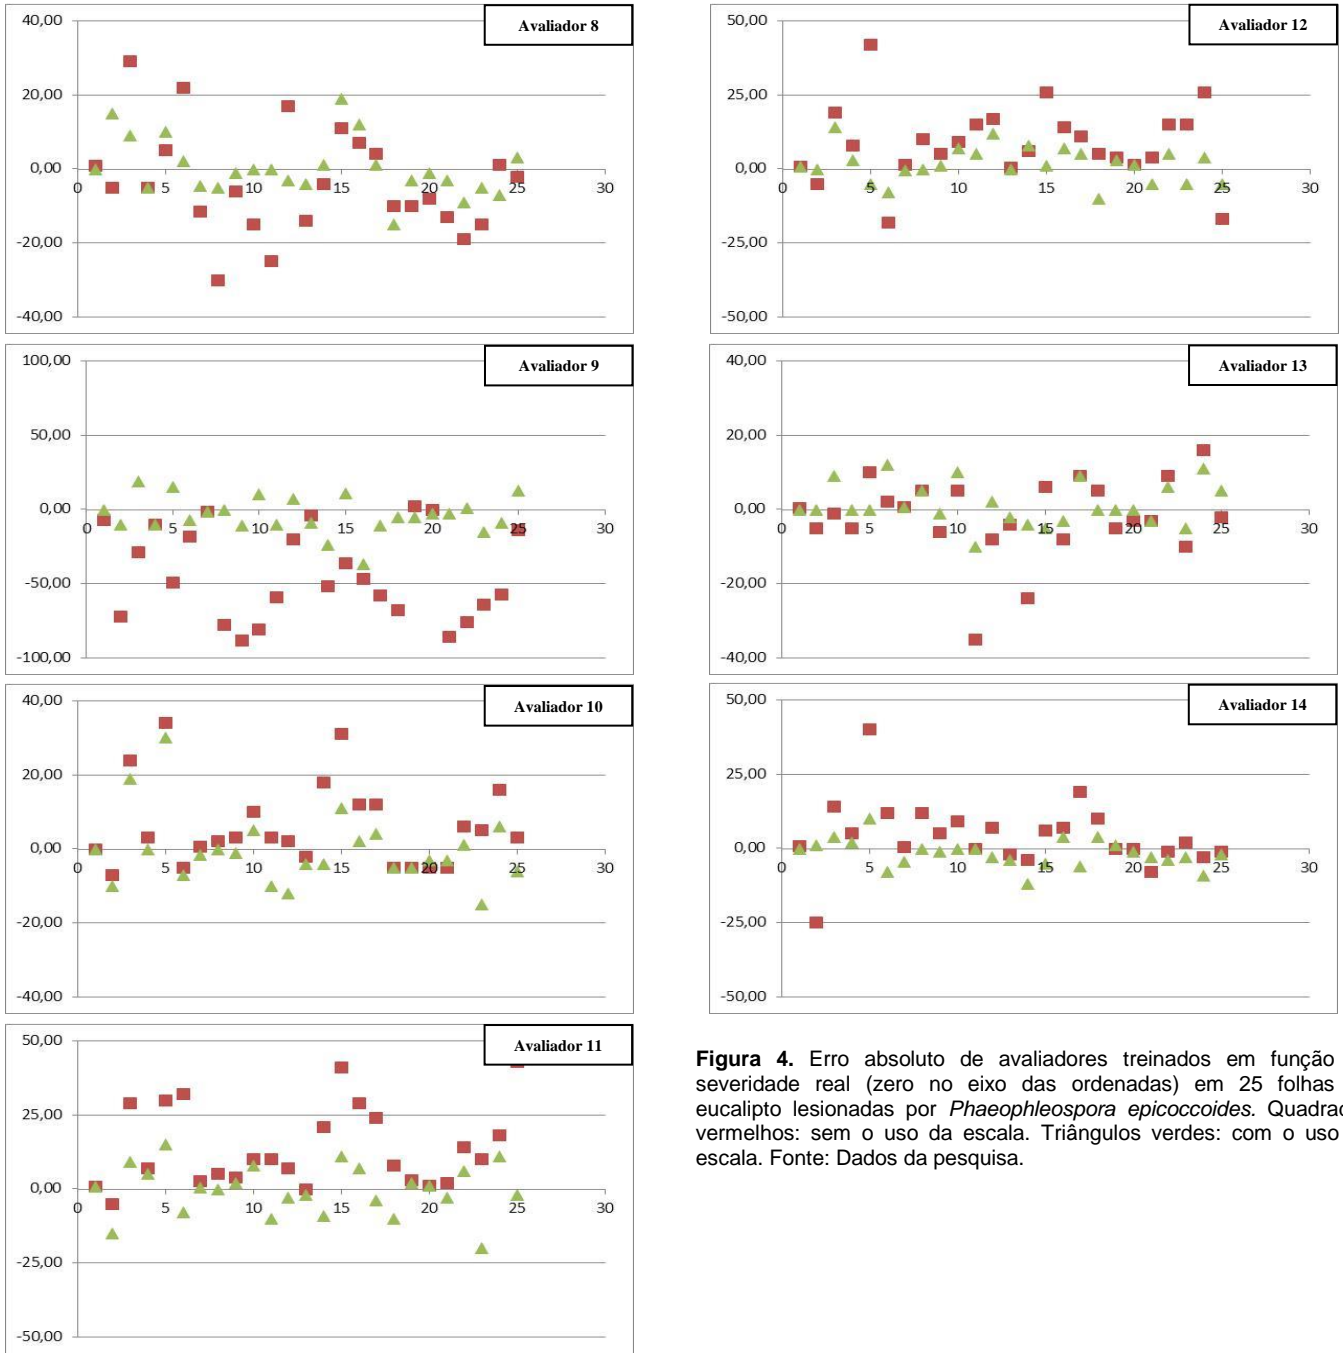 Avaliador 8
40,00
20,00
0,00
-20,00
-40,00
0 5 10 15 20 25 30
Avaliador 9
100,00
50,00
0,00
-50,00
-100,00
0 5 10 15 20 25 30
Avaliador 10
40,00
20,00
0,00
-20,00
-40,00
0 5 10 15 20 25 30
Avaliador 11
50,00
25,00
0,00
-25,00
-50,00
0 5 10 15 20 25 30
Avaliador 12
50,00
25,00
0,00
-25,00
-50,00
0 5 10 15 20 25 30
Avaliador 13
40,00
20,00
0,00
-20,00
-40,00
0 5 10 15 20 25 30
Avaliador 14
50,00
25,00
0,00
-25,00
-50,00
0 5 10 15 20 25 30
Figura 4. Erro absoluto de avaliadores treinados em função
severidade real (zero no eixo das ordenadas) em 25 folhas
eucalipto lesionadas por Phaeophleospora epicoccoides. Quadrad
vermelhos: sem o uso da escala. Triângulos verdes: com o uso
escala. Fonte: Dados da pesquisa.